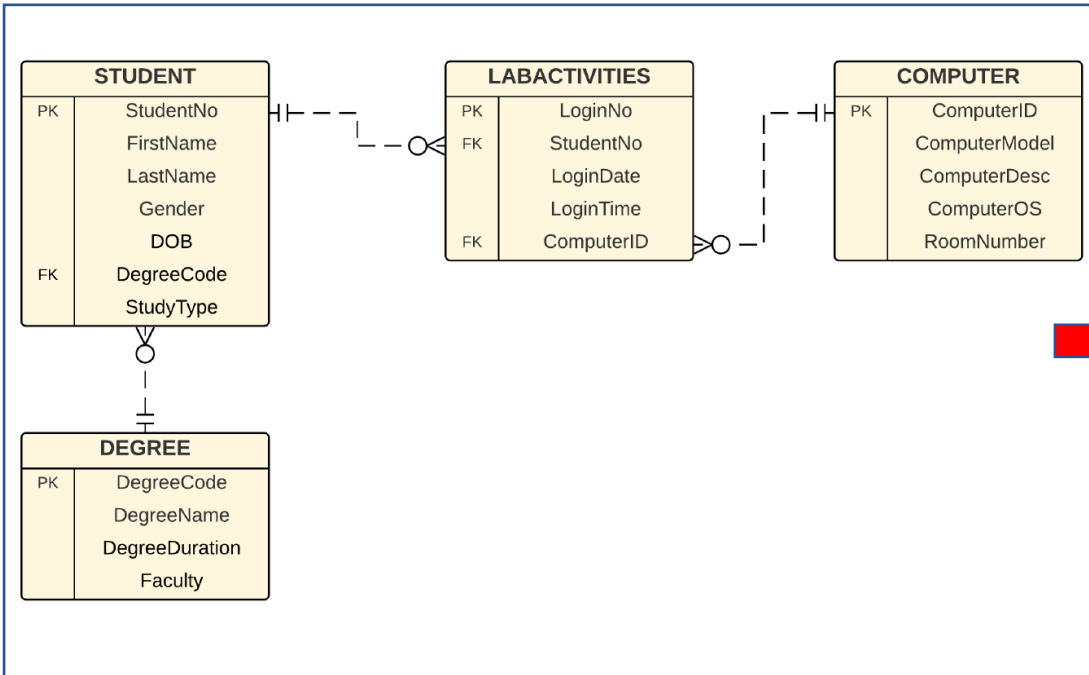 STUDENT
PK StudentNo
FirstName
LastName
Gender
DOB
FK DegreeCode
StudyType
LABACTIVITIES
PK LoginNo
FK StudentNo
LoginDate
LoginTime
FK ComputerID
COMPUTER
PK ComputerID
ComputerModel
ComputerDesc
ComputerOS
RoomNumber
DEGREE
PK DegreeCode
DegreeName
DegreeDuration
Faculty